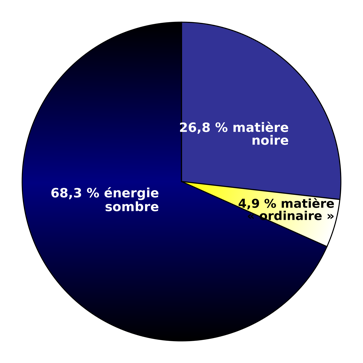 26,8 % matière
noire
68,3 % énergie
sombre
4,9 % matière
« ordinaire »